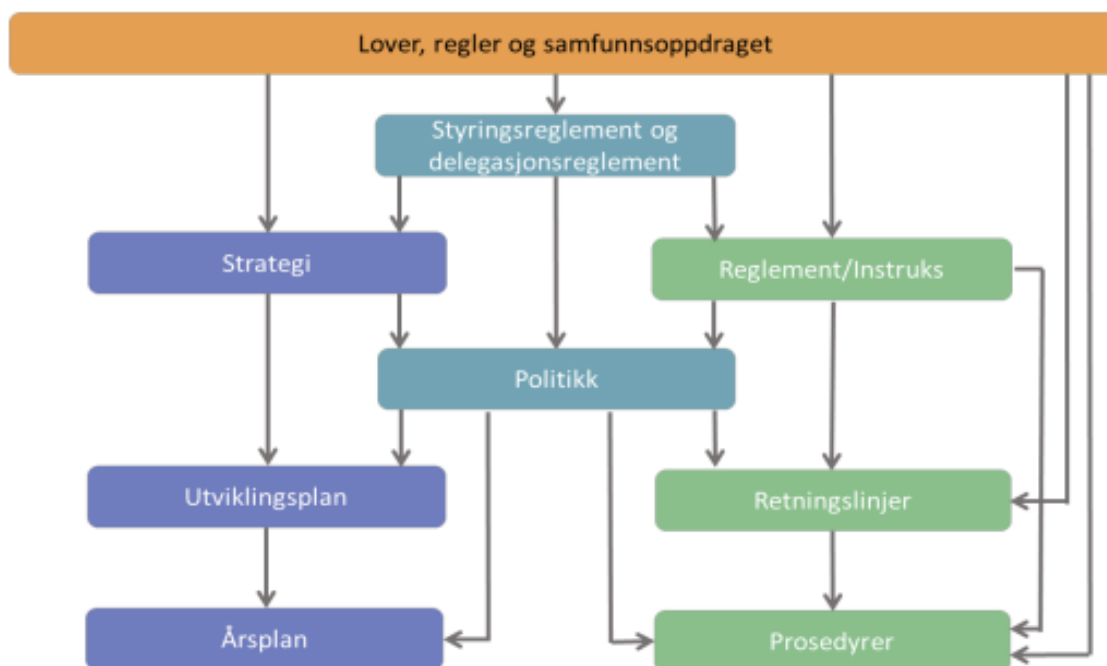 Lover, regler og samfunnsoppdraget
Styringsreglement og
delegasjonsreglement
Strategi
Reglement/Instruks
Politikk
Utviklingsplan
Retningslinjer
Årsplan
Prosedyrer